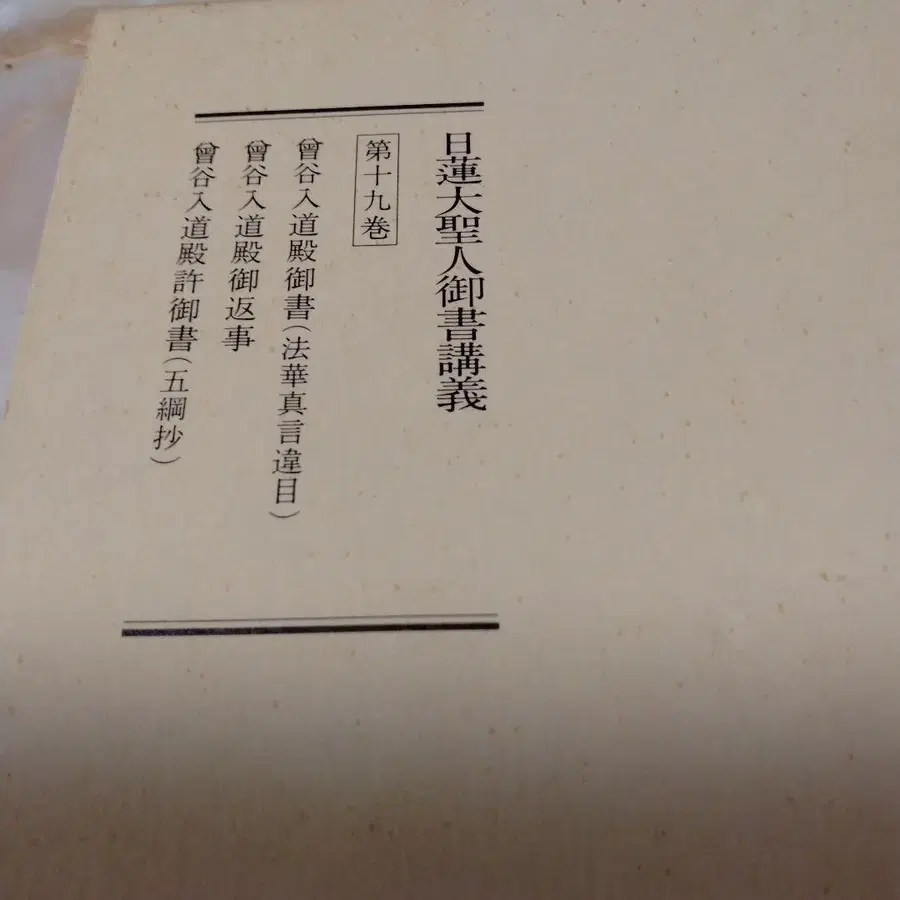 日蓮大聖人御書講義
第十九巻
曾谷入道殿御書(法華真言違目)
曾谷入道殿御返事
曾谷入道殿許御書(五綱抄)